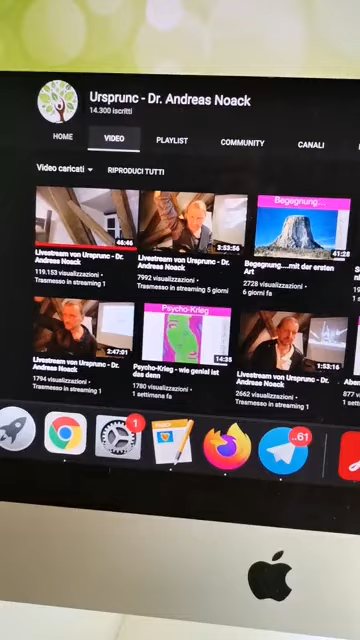 Ursprunc - Dr. Andreas Noack
14.300 iscritti
HOME
VIDEO
PLAYLIST
COMMUNITY
CANALI
Video caricati
RIPRODUCI TUTTI
46:46
3:53:56
Begegnung...
41:28
Livestream von Ursprunc - Dr.
Andreas Noack
119.153 visualizzazioni •
Trasmesso in streaming 1
Livestream von Ursprunc - Dr.
Andreas Noack
7992 visualizzazioni •
Trasmesso in streaming 5 giorni
Begegnung....mit der ersten
Art
2728 visualizzazioni •
6 giorni fa
2:47:01
Psycho-Krieg
14:35
1:53:16
Livestream von Ursprunc - Dr.
Andreas Noack
1794 visualizzazioni •
Trasmesso in streaming 1
Psycho-Krieg - wie genial ist
das denn
1780 visualizzazioni •
1 settimana fa
Livestream von Ursprunc - Dr.
Andreas Noack
2662 visualizzazioni •
Trasmesso in streaming 1
877
1
PAGES
..61